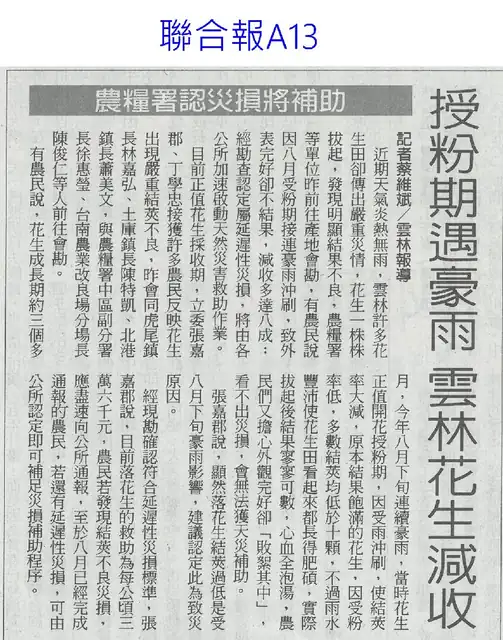 聯合報A13
授粉期遇豪雨 雲林花生減收
農糧署認災損將補助
記者蔡維斌／雲林報導
近期天氣炎熱無雨，雲林許多花
生田卻傳出嚴重災情，花生一株株
拔起，發現明顯結果不良，農糧署
等單位昨前往產地會勘，有農民說
因八月受粉期接連豪雨沖刷，致外
表完好卻不結果，減收多達八成；
經勘查認定屬延遲性災損，將由各
公所加速啟動天然災害救助作業。
目前正值花生採收期，立委張嘉
郡、丁學忠接獲許多農民反映花生
出現嚴重結莢不良，昨會同虎尾鎮
長林嘉弘、土庫鎮長陳特凱、北港
鎮長蕭美文，與農糧署中區副分署
長徐惠瑩、台南農業改良場分場長
陳俊仁等人前往會勘。
有農民說，花生成長期約三個多
月，今年八月下旬連續豪雨，當時花生
正值開花授粉期，因受雨沖刷，使結莢
率大減，原本結果飽滿的花生，因受粉
率低，多數結莢均低於十顆，不過雨水
豐沛使花生田看起來都長得肥碩，實際
拔起後結果寥寥可數，心血全泡湯，農
民們又擔心外觀完好卻「敗絮其中」，
看不出災損，會無法獲天災補助。
張嘉郡說，顯然落花生結莢過低是受
八月下旬豪雨影響，建議認定此為致災
原因。
經現勘確認符合延遲性災損標準，張
嘉郡說，目前落花生的救助為每公頃三
萬六千元，農民若發現結莢不良災損，
應盡速向公所通報，至於八月已經完成
通報的農民，若還有延遲性災損，可由
公所認定即可補足災損補助程序。